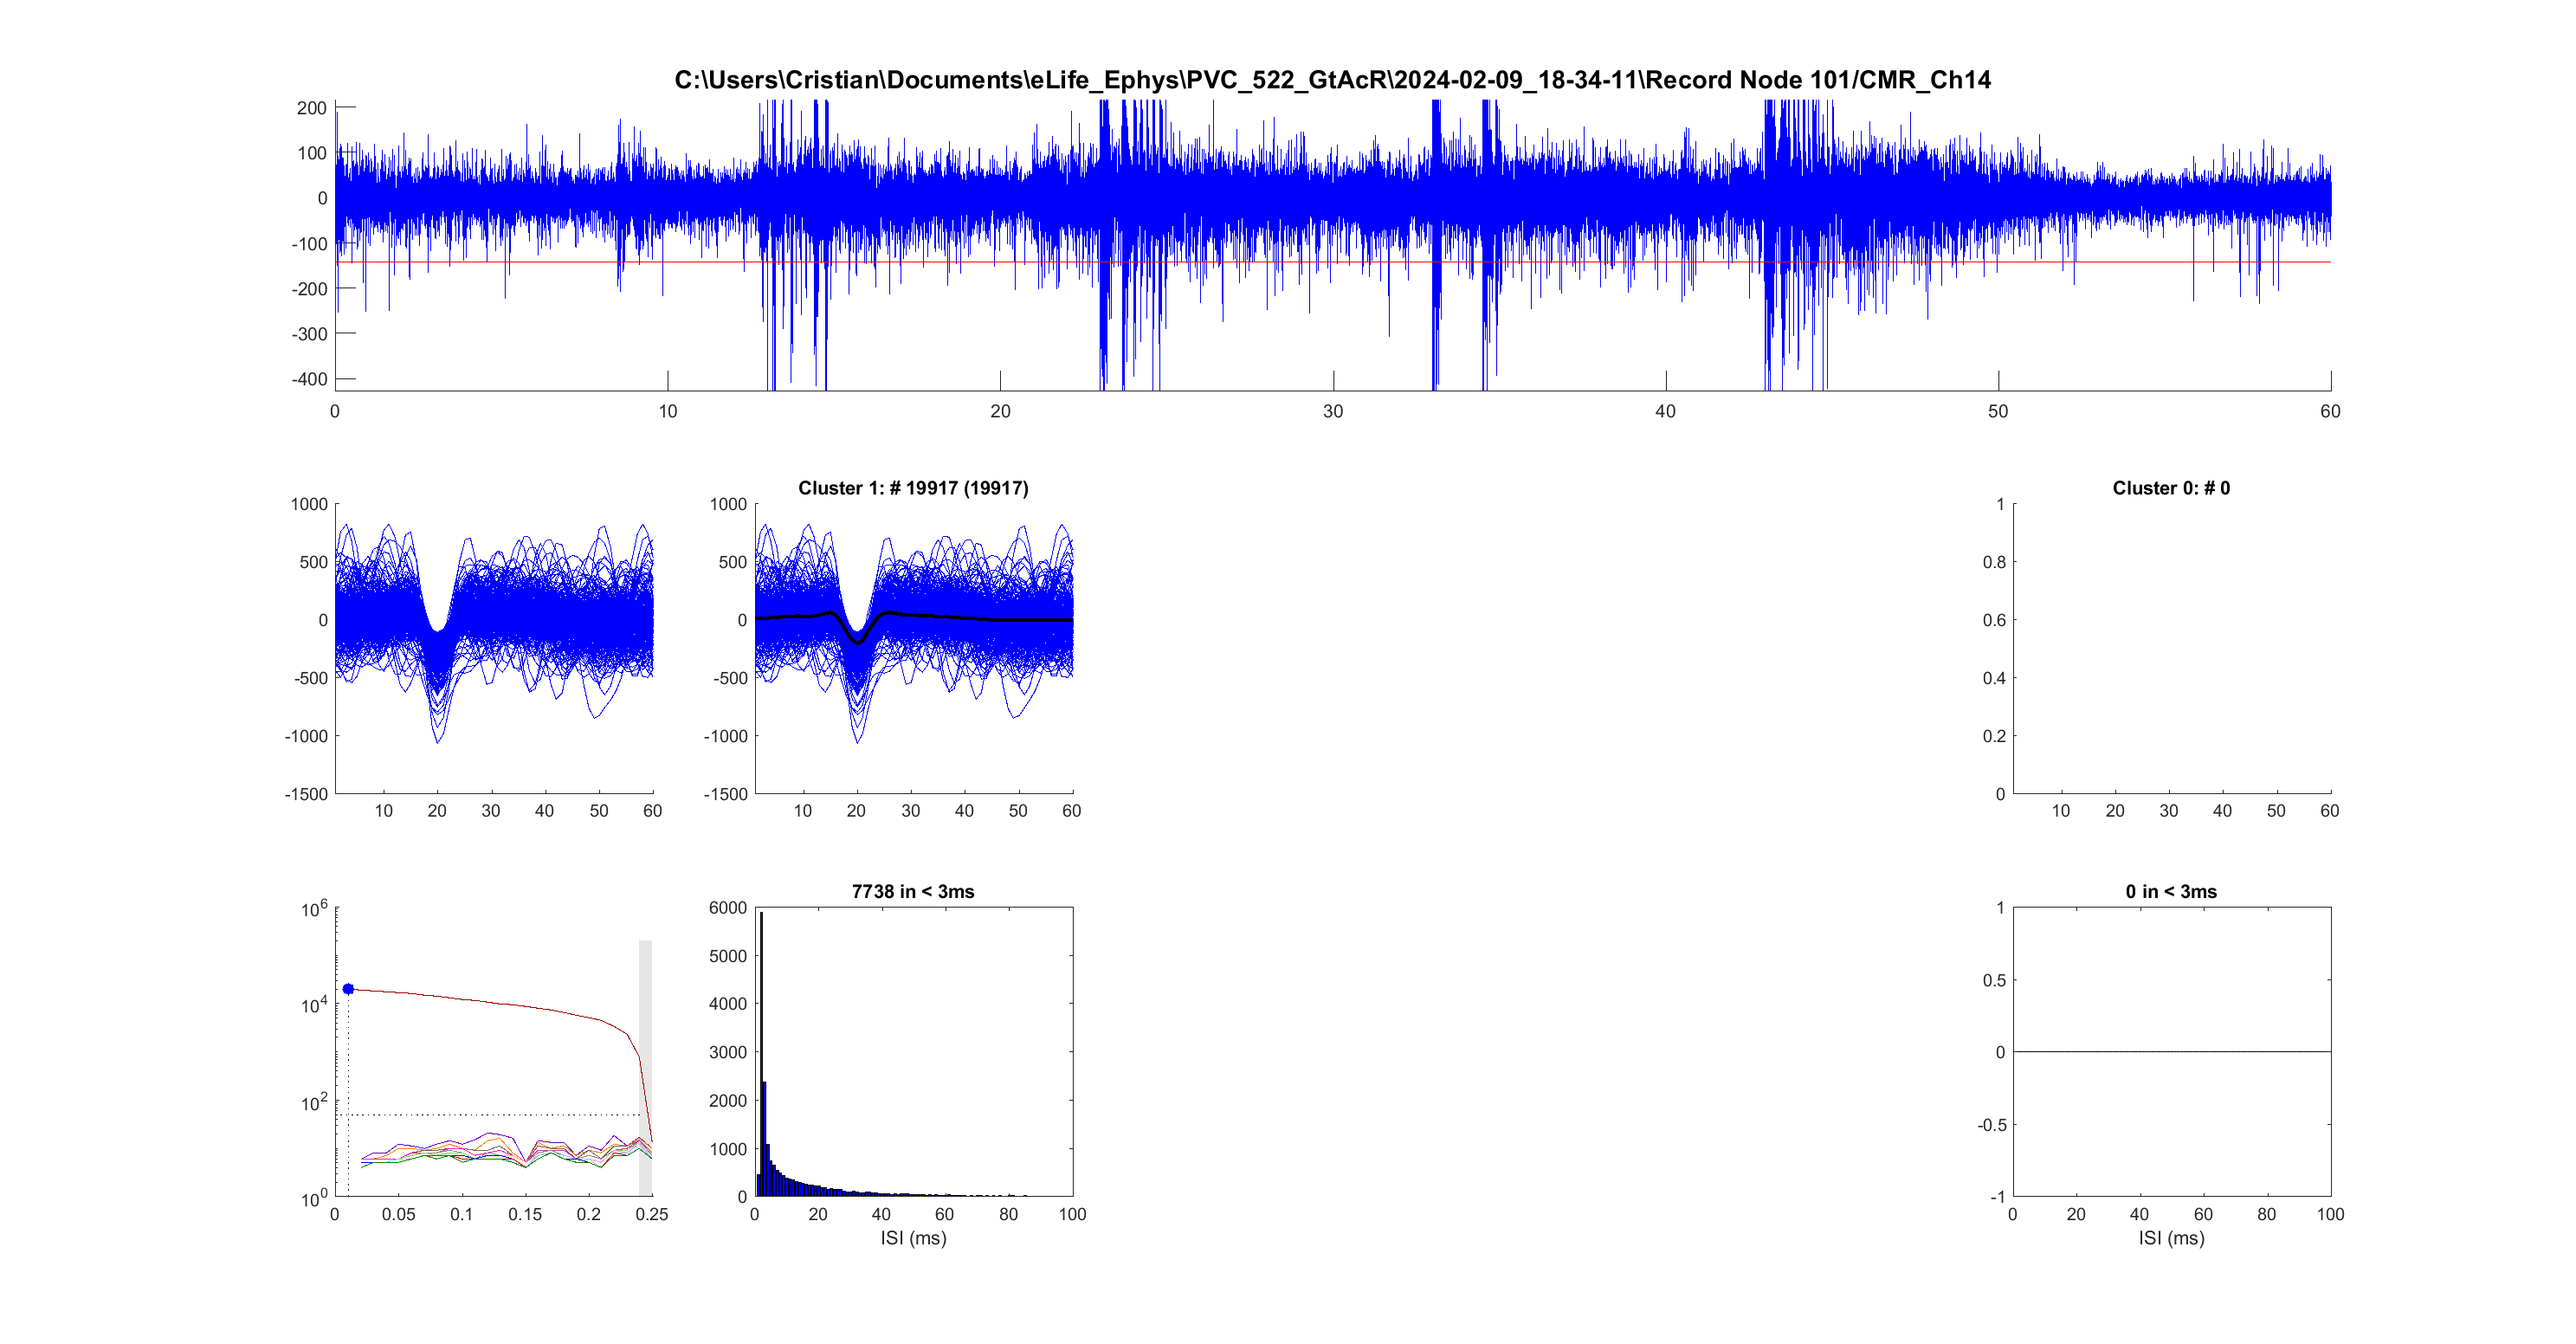 C:\Users\Cristian\Documents\eLife_Ephys\PVC_522_GtAcR\2024-02-09_18-34-11\Record Node 101/CMR_Ch14
200
100
0
-100
-200
-300
-400
0 10 20 30 40 50 60
1000
500
0
-500
-1000
-1500
10 20 30 40 50 60
Cluster 1: # 19917 (19917)
1000
500
0
-500
-1000
-1500
10 20 30 40 50 60
Cluster 0: # 0
1
0.8
0.6
0.4
0.2
0
10 20 30 40 50 60
10^6
10^4
10^2
10^0
0 0.05 0.1 0.15 0.2 0.25
7738 in < 3ms
6000
5000
4000
3000
2000
1000
0
0 20 40 60 80 100
ISI (ms)
0 in < 3ms
1
0.5
0
-0.5
-1
0 20 40 60 80 100
ISI (ms)